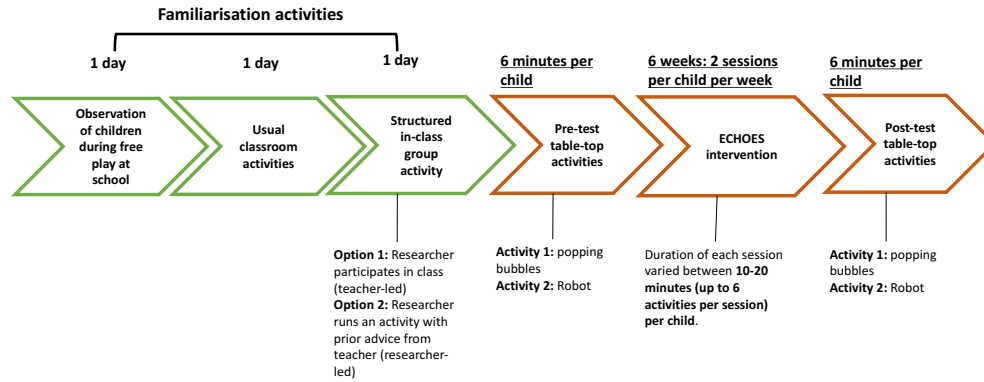 Familiarisation activities
1 day
1 day
1 day
6 minutes per
child
6 weeks: 2 sessions
per child per week
6 minutes per
child
Observation
of children
during free
play at
school
Usual
classroom
activities
Structured
in-class
group
activity
Pre-test
table-top
activities
ECHOES
intervention
Post-test
table-top
activities
Option 1: Researcher
participates in class
(teacher-led)
Option 2: Researcher
runs an activity with
prior advice from
teacher (researcher-
led)
Activity 1: popping
bubbles
Activity 2: Robot
Duration of each session
varied between 10-20
minutes (up to 6
activities per session)
per child.
Activity 1: popping
bubbles
Activity 2: Robot